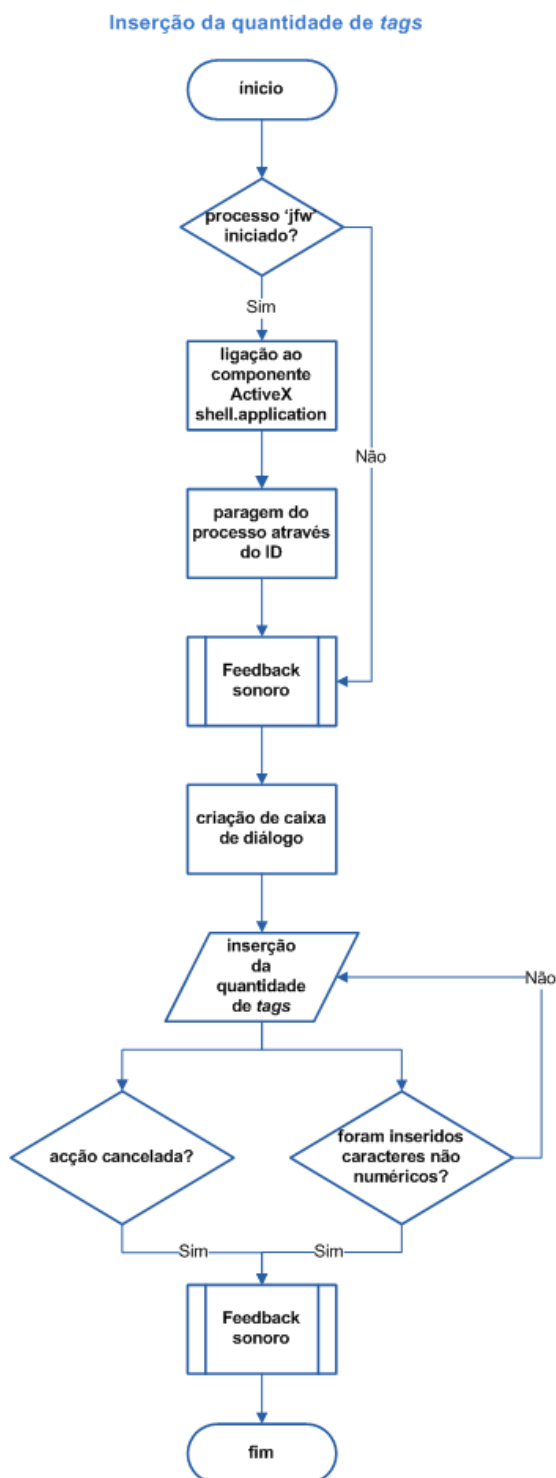 Inserção da quantidade de tags
ínicio
processo ‘jfw’
iniciado?
Sim
ligação ao
componente
ActiveX
shell.application
Não
paragem do
processo através
do ID
Feedback
sonoro
criação de caixa
de diálogo
inserção
da
quantidade
de tags
Não
acção cancelada?
foram inseridos
caracteres não
numéricos?
Sim
Sim
Feedback
sonoro
fim